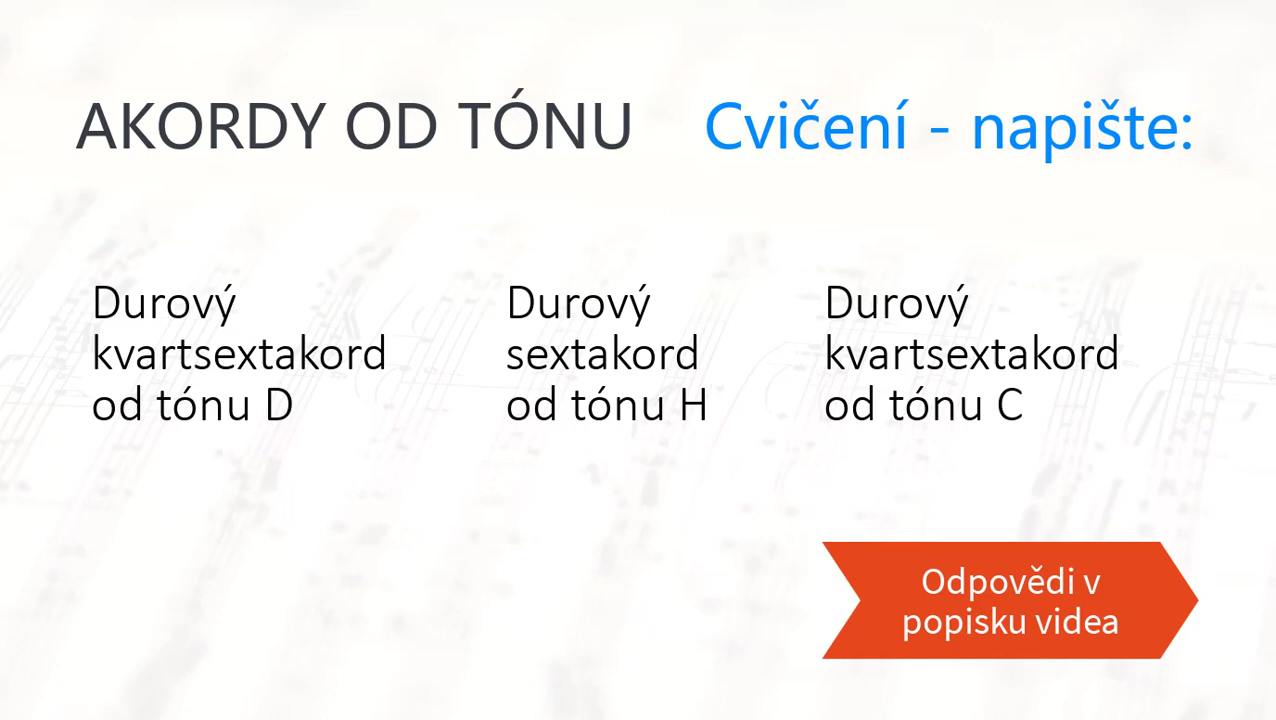 AKORDY OD TÓNU Cvičení - napište:
Durový
kvartsextakord
od tónu D
Durový
sextakord
od tónu H
Durový
kvartsextakord
od tónu C
Odpovědi v
popisku videa